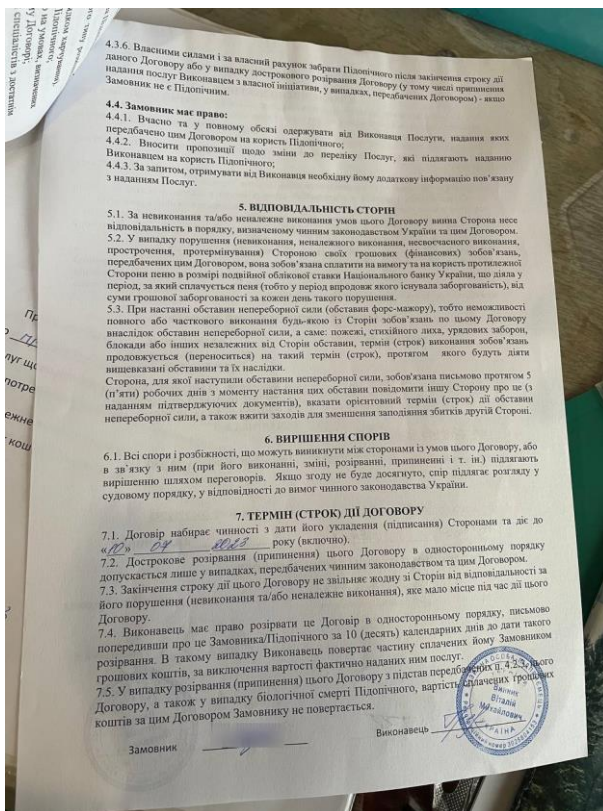 4.3.6. Власними силами і за власний рахунок забрати Підопічного після закінчення строку дії
даного Договору або у випадку дострокового розірвання Договору (у тому числі припинення
надання послуг Виконавцем з власної ініціативи, у випадках, передбачених Договором) - якщо
Замовник не є Підопічним.
4.4. Замовник має право:
4.4.1. Вчасно та у повному обсязі одержувати від Виконавця Послуги, надання яких
передбачено цим Договором на користь Підопічного;
4.4.2. Вносити пропозиції щодо зміни до переліку Послуг, які підлягають наданню
Виконавцем на користь Підопічного;
4.4.3. За запитом, отримувати від Виконавця необхідну йому додаткову інформацію пов’язану
з наданням Послуг.
5. ВІДПОВІДАЛЬНІСТЬ СТОРІН
5.1. За невиконання та/або неналежне виконання умов цього Договору винна Сторона несе
відповідальність в порядку, визначеному чинним законодавством України та цим Договором.
5.2. У випадку порушення (невиконання, неналежного виконання, несвоєчасного виконання,
прострочення, протермінування) Стороною своїх грошових (фінансових) зобов’язань,
передбачених цим Договором, вона зобов’язана сплатити на вимогу та на користь протилежної
Сторони пеню в розмірі подвійної облікової ставки Національного банку України, що діяла у
період, за який сплачується пеня (тобто у період впродовж якого існувала заборгованість), від
суми грошової заборгованості за кожен день такого порушення.
5.3. При настанні обставин непереборної сили (обставин форс-мажору), тобто неможливості
повного або часткового виконання будь-якою із Сторін зобов’язань по цьому Договору
внаслідок обставин непереборної сили, а саме: пожежі, стихійного лиха, урядових заборон,
блокади або інших незалежних від Сторін обставин, термін (строк) виконання зобов’язань
продовжується (переноситься) на такий термін (строк), протягом якого будуть діяти
вищевказані обставини та їх наслідки.
Сторона, для якої наступили обставини непереборної сили, зобов’язана письмово протягом 5
(п’яти) робочих днів з моменту настання цих обставин повідомити іншу Сторону про це (з
наданням підтверджуючих документів), вказати орієнтовний термін (строк) дії обставин
непереборної сили, а також вжити заходів для зменшення заподіяння збитків другій Стороні.
6. ВИРІШЕННЯ СПОРІВ
6.1. Всі спори і розбіжності, що можуть виникнути між сторонами із умов цього Договору, або
в зв’язку з ним (при його виконанні, зміні, розірванні, припиненні і т. ін.) підлягають
вирішенню шляхом переговорів. Якщо згоду не буде досягнуто, спір підлягає розгляду у
судовому порядку, у відповідності до вимог чинного законодавства України.
7. ТЕРМІН (СТРОК) ДІЇ ДОГОВОРУ
7.1. Договір набирає чинності з дати його укладення (підписання) Сторонами та діє до
«10» 09 2023 року (включно).
7.2. Дострокове розірвання (припинення) цього Договору в односторонньому порядку
допускається лише у випадках, передбачених чинним законодавством та цим Договором.
7.3. Закінчення строку дії цього Договору не звільняє жодну зі Сторін від відповідальності за
його порушення (невиконання та/або неналежне виконання), яке мало місце під час дії цього
Договору.
7.4. Виконавець має право розірвати це Договір в односторонньому порядку, письмово
попередивши про це Замовника/Підопічного за 10 (десять) календарних днів до дати такого
розірвання. В такому випадку Виконавець повертає частину сплачених йому Замовником
грошових коштів, за виключення вартості фактично наданих ним послуг.
7.5. У випадку розірвання (припинення) цього Договору з підстав передбачених п. 4.2.3. цього
Договору, а також у випадку біологічної смерті Підопічного, вартість сплачених грошових
коштів за цим Договором Замовнику не повертається.
Замовник Виконавець
Винник
Віталій
Михайлович
УКРАЇНА